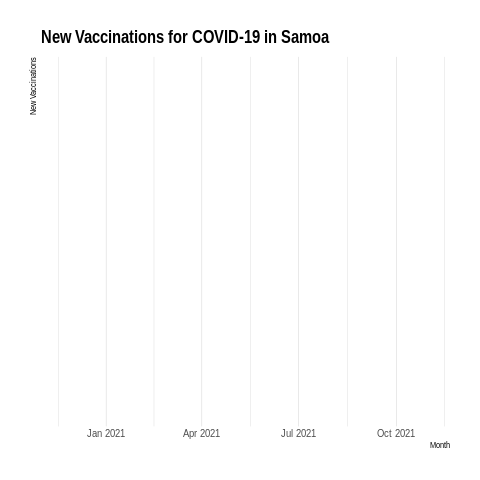 New Vaccinations for COVID-19 in Samoa
New Vaccinations
Jan 2021 Apr 2021 Jul 2021 Oct 2021
Month